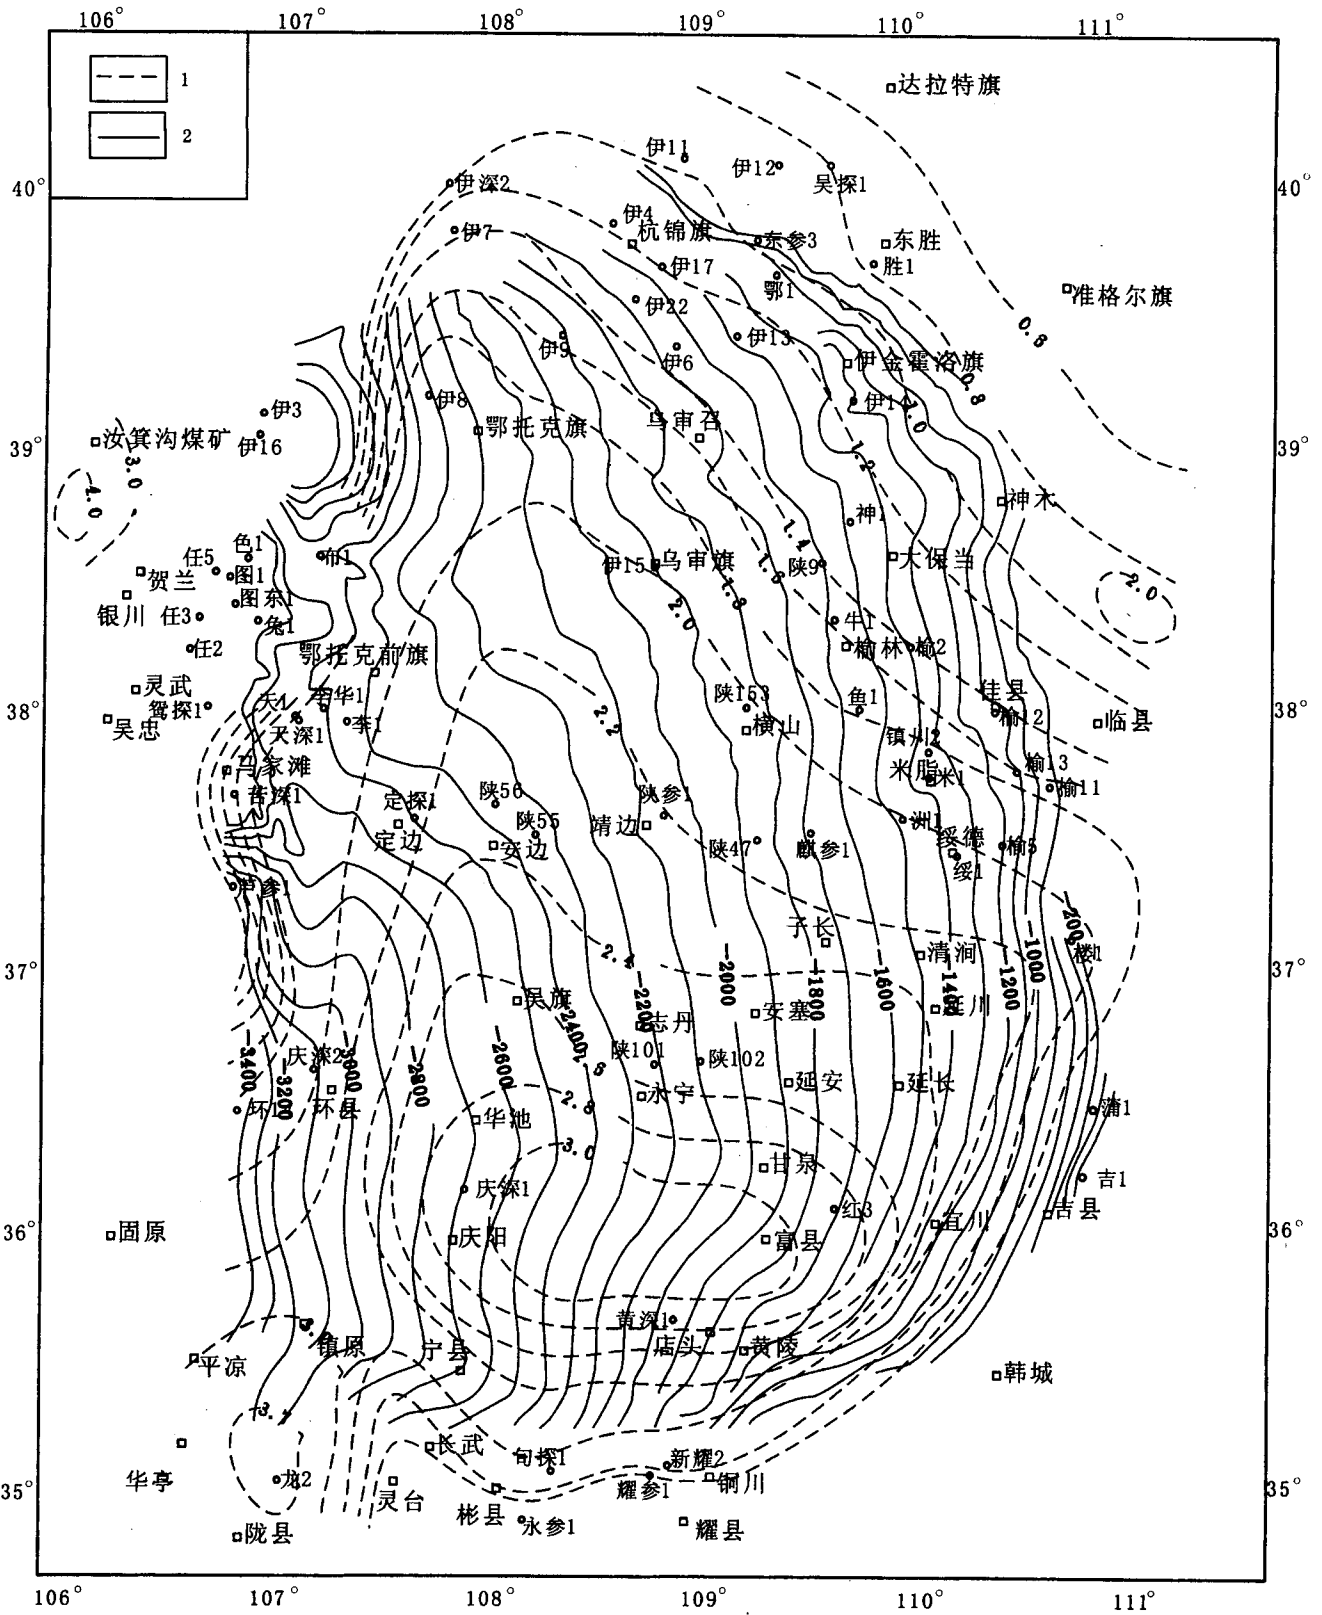 106° 107° 108° 109° 110° 111°
1
2
达拉特旗
伊11
伊12
吴探1
40°
40°
伊深2
伊4
伊7
杭锦旗
东参3
东胜
胜1
伊17
鄂1
准格尔旗
伊22
0.6
伊13
伊9
伊6
伊金霍洛旗
0.8
伊8
伊14
1.0
伊3
鄂托克旗
乌审召
39°
汝箕沟煤矿
伊16
39°
1.2
3.0
4.0
神木
神1
1.4
色1
任5
布1
图1
伊15
乌审旗
1.6
陕9
大保当
贺兰
2.0
1.8
银川
任3
图东1
2.0
兔1
牛1
任2
鄂托克前旗
榆林
榆2
灵武
李华1
陕153
鱼1
佳县
38°
鸳探1
天1
2.2
榆12
38°
吴忠
天深1
李1
横山
临县
镇川2
马家滩
米脂
米1
榆13
苦深1
陕56
陕参1
榆11
定探1
陕55
靖边
洲1
定边
安边
陕47
麒参1
绥德
榆5
绥1
芦参1
子长
-200
2.4
清涧
楼1
37°
-2000
-1800
-1600
-1400
-1200
-1000
37°
吴旗
-2200
安塞
延川
志丹
-2400
庆深2
陕101
陕102
-3400
-3200
-3000
-2800
-2600
永宁
延安
延长
环1
环县
2.8
蒲1
华池
3.0
甘泉
庆深1
吉1
红3
吉县
36°
固原
庆阳
富县
宜川
36°
黄深1
镇原
宁县
店头
黄陵
平凉
韩城
长武
旬探1
新耀2
华亭
龙2
耀参1
铜川
35°
灵台
彬县
35°
永参1
耀县
陇县
106° 107° 108° 109° 110° 111°